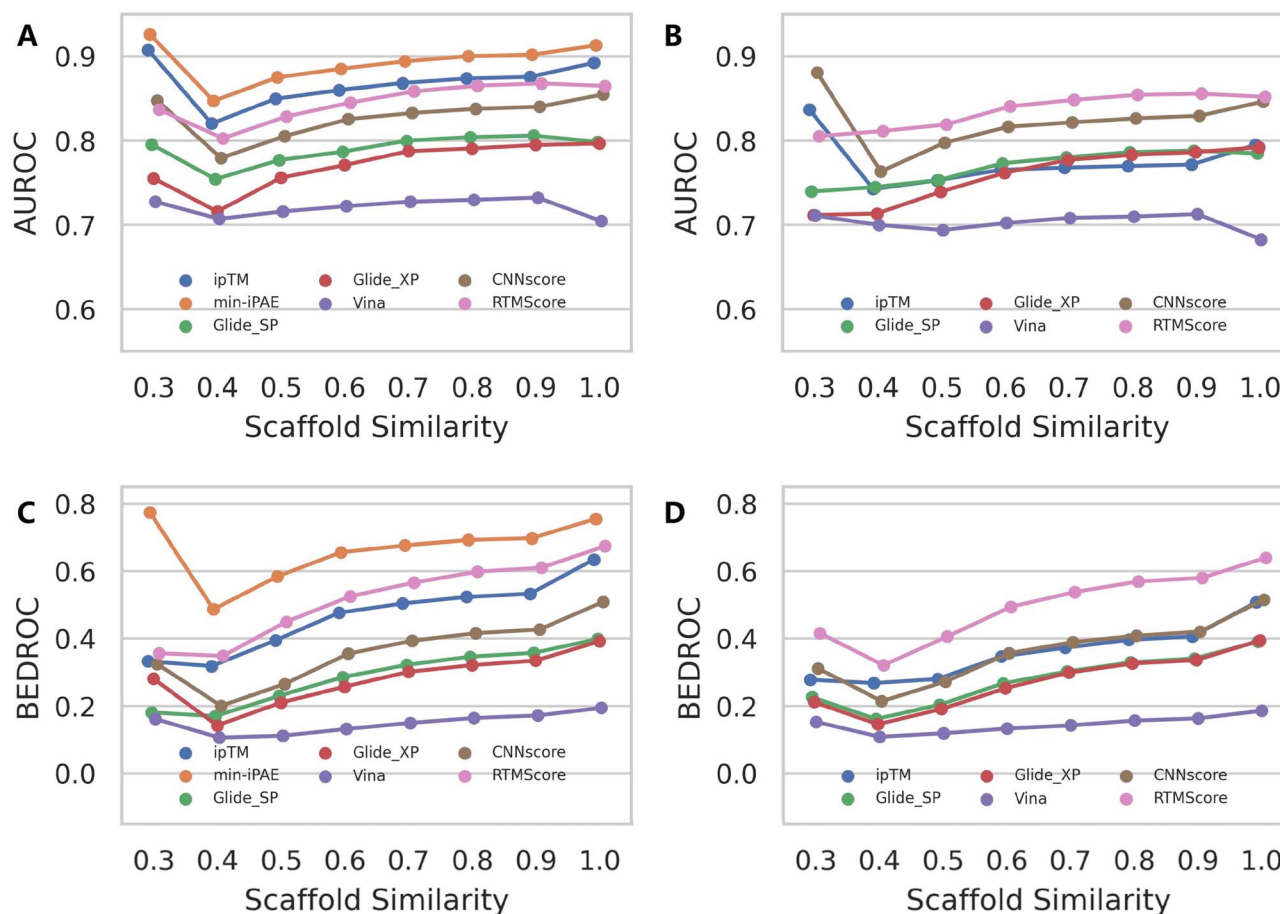 A
AUROC
0.9
0.8
0.7
0.6
ipTM Glide_XP CNNscore
min-iPAE Vina RTMScore
Glide_SP
0.3 0.4 0.5 0.6 0.7 0.8 0.9 1.0
Scaffold Similarity
B
AUROC
0.9
0.8
0.7
0.6
ipTM Glide_XP CNNscore
Glide_SP Vina RTMScore
0.3 0.4 0.5 0.6 0.7 0.8 0.9 1.0
Scaffold Similarity
C
BEDROC
0.8
0.6
0.4
0.2
0.0
ipTM Glide_XP CNNscore
min-iPAE Vina RTMScore
Glide_SP
0.3 0.4 0.5 0.6 0.7 0.8 0.9 1.0
Scaffold Similarity
D
BEDROC
0.8
0.6
0.4
0.2
0.0
ipTM Glide_XP CNNscore
Glide_SP Vina RTMScore
0.3 0.4 0.5 0.6 0.7 0.8 0.9 1.0
Scaffold Similarity